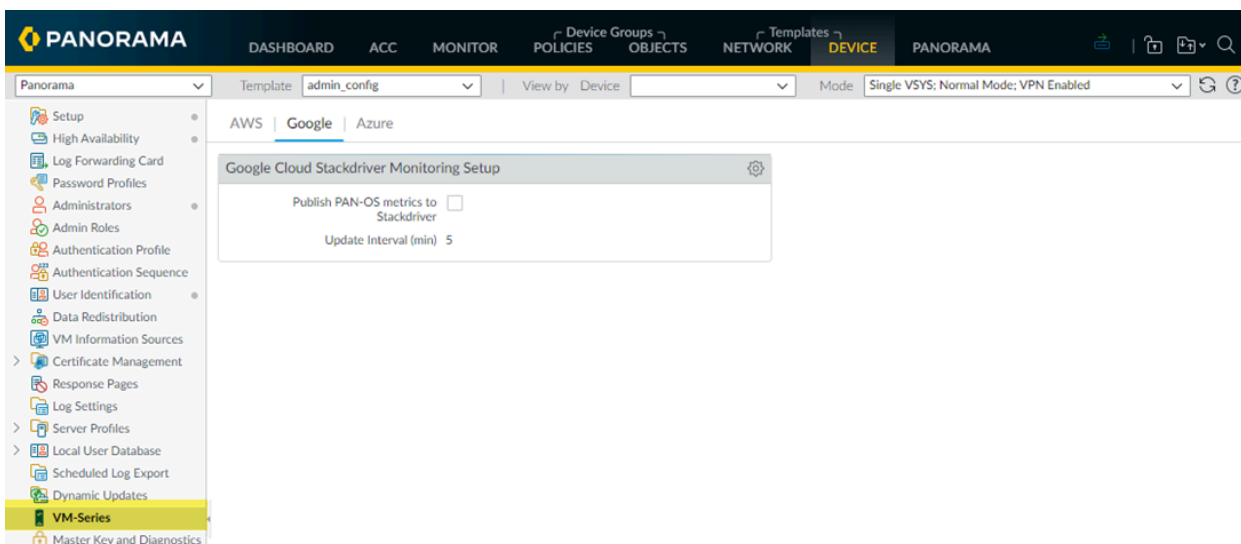 PANORAMA
Device Groups
Templates
DASHBOARD ACC MONITOR POLICIES OBJECTS NETWORK DEVICE PANORAMA
Panorama Template admin_config View by Device Mode Single VSYS; Normal Mode; VPN Enabled
Setup
High Availability
Log Forwarding Card
Password Profiles
Administrators
Admin Roles
Authentication Profile
Authentication Sequence
User Identification
Data Redistribution
VM Information Sources
Certificate Management
Response Pages
Log Settings
Server Profiles
Local User Database
Scheduled Log Export
Dynamic Updates
VM-Series
Master Key and Diagnostics
AWS | Google | Azure
Google Cloud Stackdriver Monitoring Setup
Publish PAN-OS metrics to
Stackdriver
Update Interval (min) 5